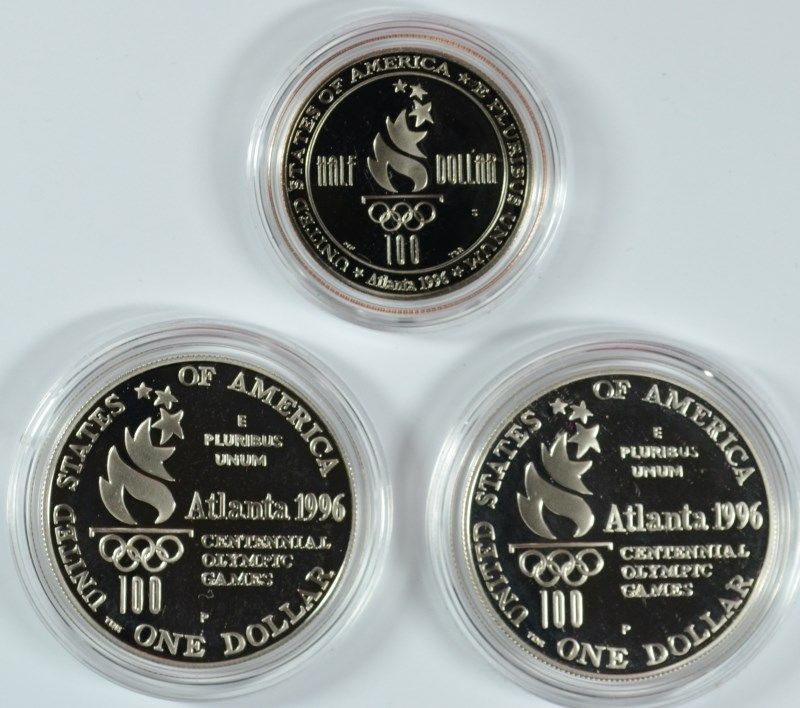 UNITED STATES OF AMERICA ★ E PLURIBUS UNUM ★
HALF DOLLAR
S
100
Atlanta 1996
UNITED STATES OF AMERICA
E
PLURIBUS
UNUM
Atlanta 1996
CENTENNIAL
OLYMPIC
GAMES
100
P
ONE DOLLAR
UNITED STATES OF AMERICA
E
PLURIBUS
UNUM
Atlanta 1996
CENTENNIAL
OLYMPIC
GAMES
100
P
ONE DOLLAR